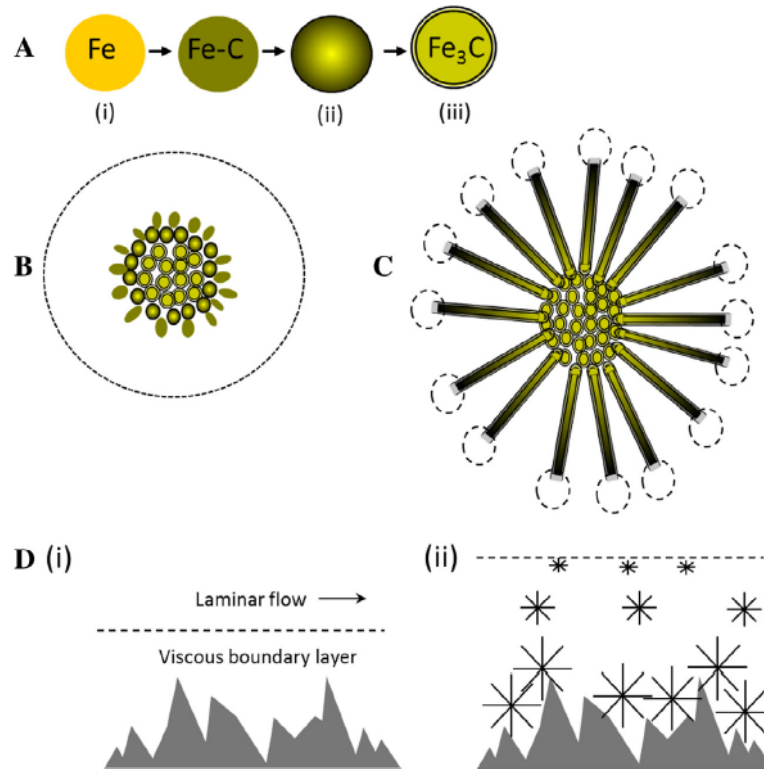 A Fe Fe-C Fe₃C
(i) (ii) (iii)
B C
D (i) (ii)
Laminar flow
Viscous boundary layer